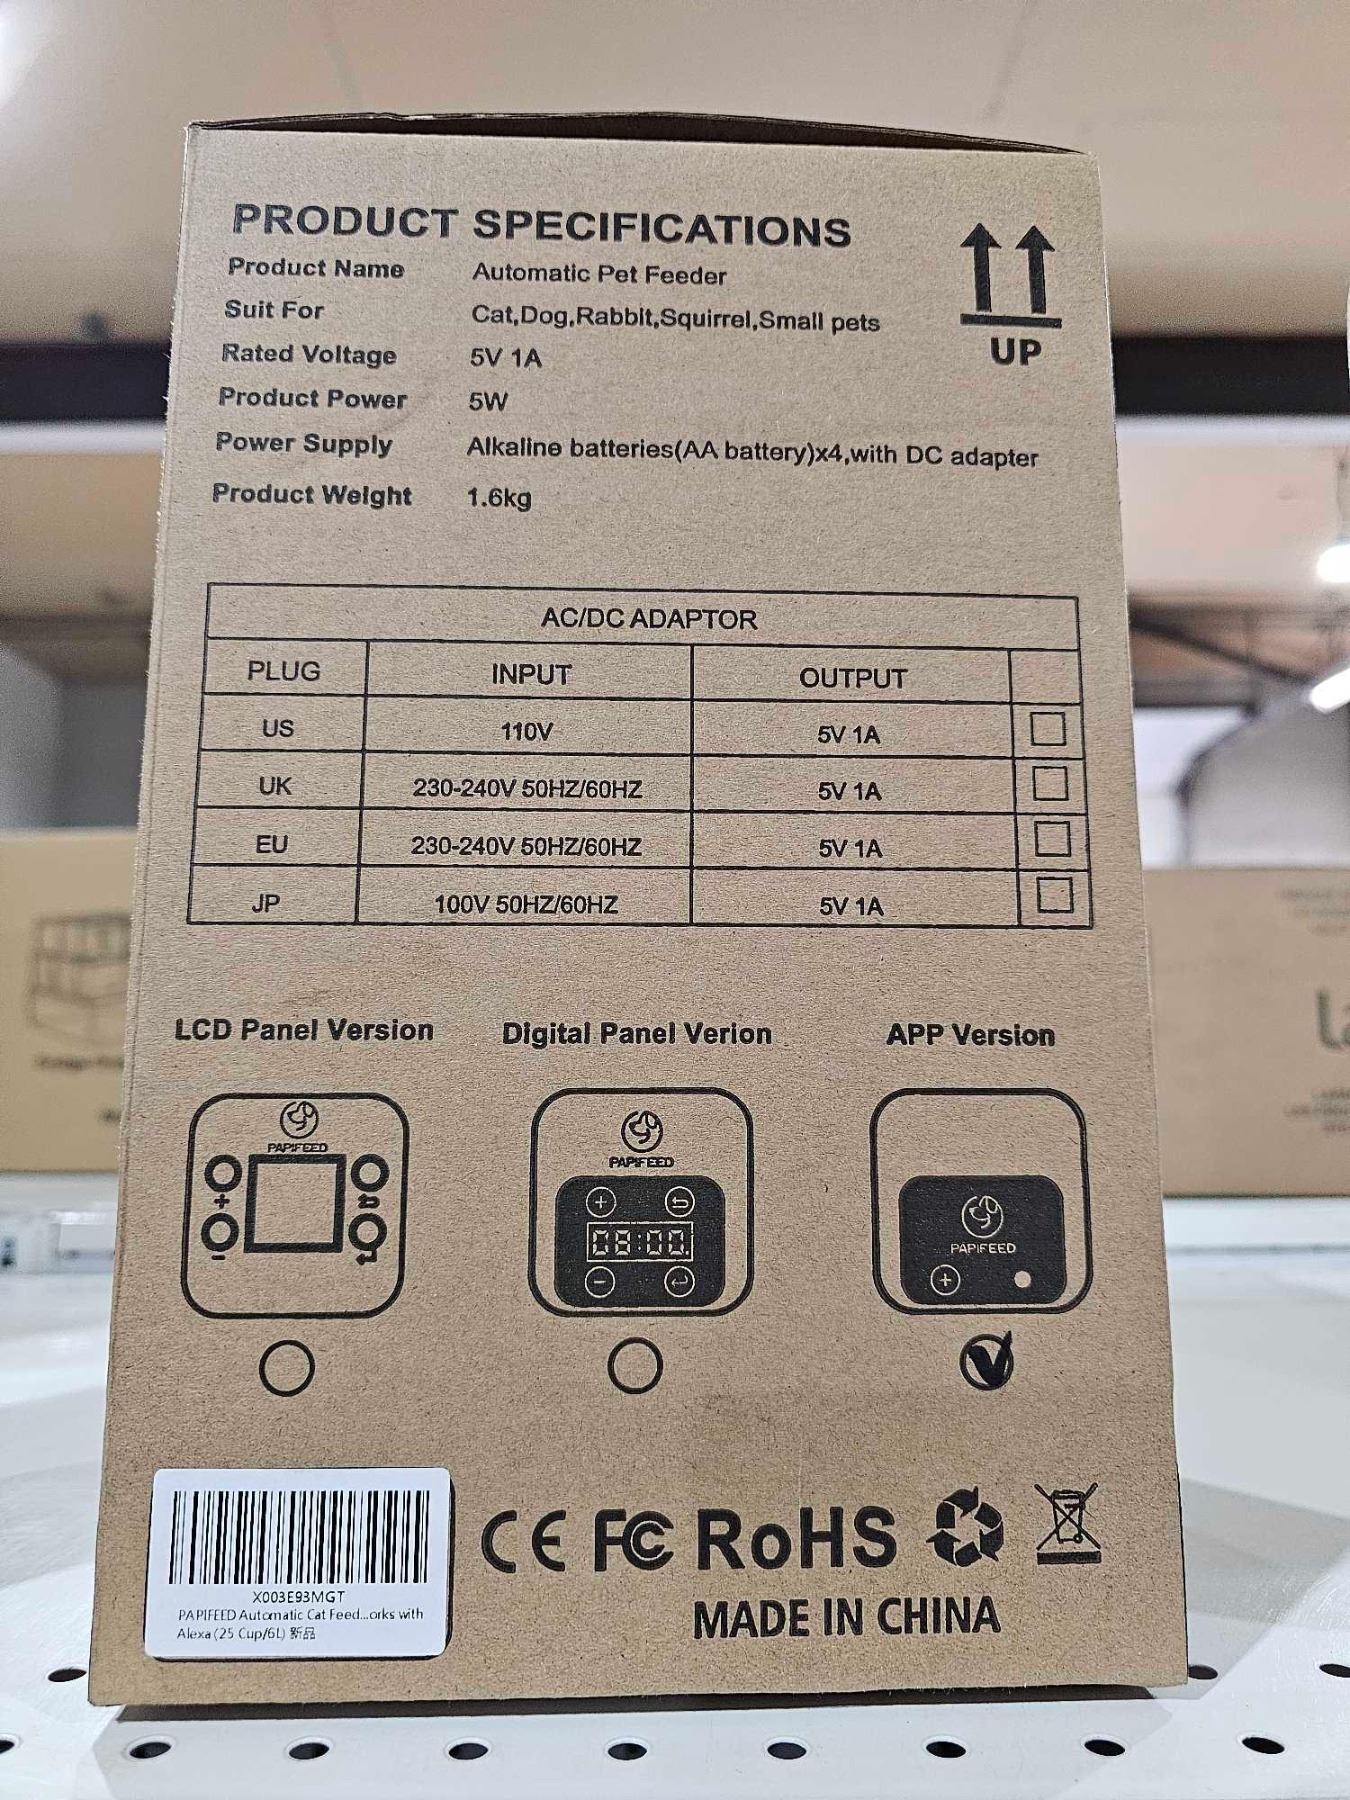 PRODUCT SPECIFICATIONS
Product Name Automatic Pet Feeder
Suit For Cat,Dog,Rabbit,Squirrel,Small pets
Rated Voltage 5V 1A
Product Power 5W
Power Supply Alkaline batteries(AA battery)x4,with DC adapter
Product Weight 1.6kg
UP
AC/DC ADAPTOR
PLUG INPUT OUTPUT
US 110V 5V 1A
UK 230-240V 50HZ/60HZ 5V 1A
EU 230-240V 50HZ/60HZ 5V 1A
JP 100V 50HZ/60HZ 5V 1A
LCD Panel Version Digital Panel Verion APP Version
PAPIFEED
+
-
PAPIFEED
+
08:00
-
PAPIFEED
+
X003E93MGT
PAPIFEED Automatic Cat Feed...orks with
Alexa (25 Cup/6L) 新品
CE FC RoHS
MADE IN CHINA